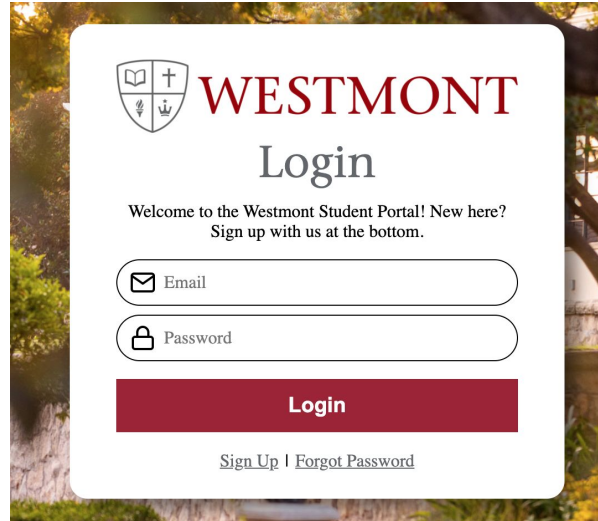 WESTMONT
Login
Welcome to the Westmont Student Portal! New here?
Sign up with us at the bottom.
Email
Password
Login
Sign Up | Forgot Password